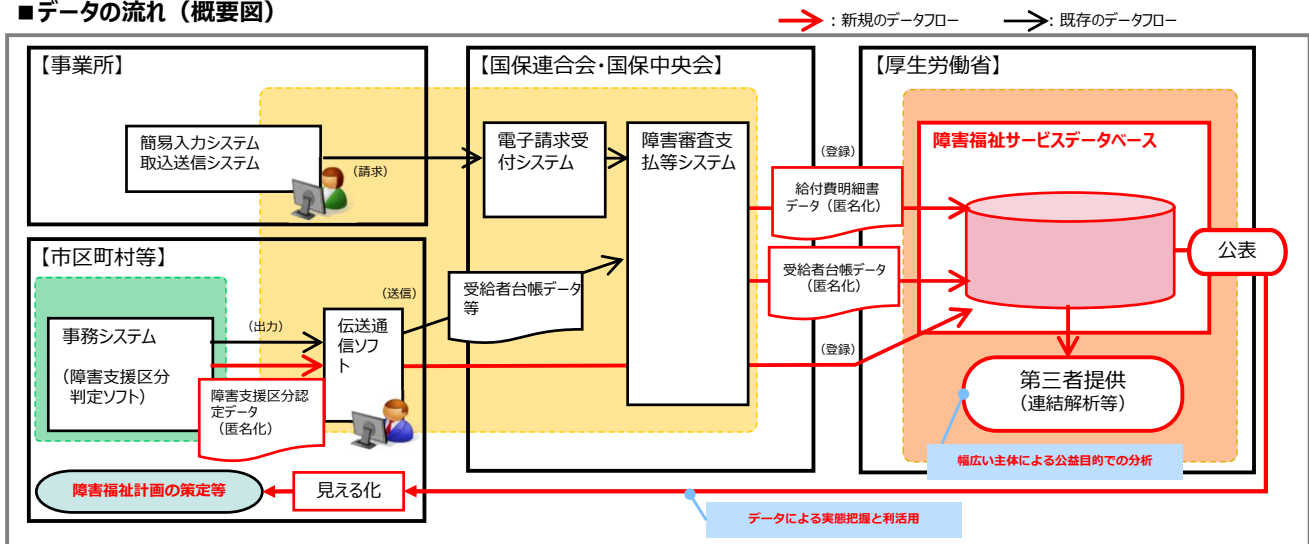 ■データの流れ（概要図）
：新規のデータフロー
：既存のデータフロー
【事業所】
簡易入力システム
取込送信システム
（請求）
【国保連合会・国保中央会】
電子請求受
付システム
障害審査支
払等システム
【厚生労働省】
障害福祉サービスデータベース
（登録）
給付費明細書
データ（匿名化）
受給者台帳データ
（匿名化）
（登録）
公表
【市区町村等】
事務システム
（障害支援区分
判定ソフト）
（出力）
（送信）
伝送通
信ソフ
ト
受給者台帳データ
等
障害支援区分認
定データ
（匿名化）
第三者提供
（連結解析等）
幅広い主体による公益目的での分析
障害福祉計画の策定等
見える化
データによる実態把握と利活用